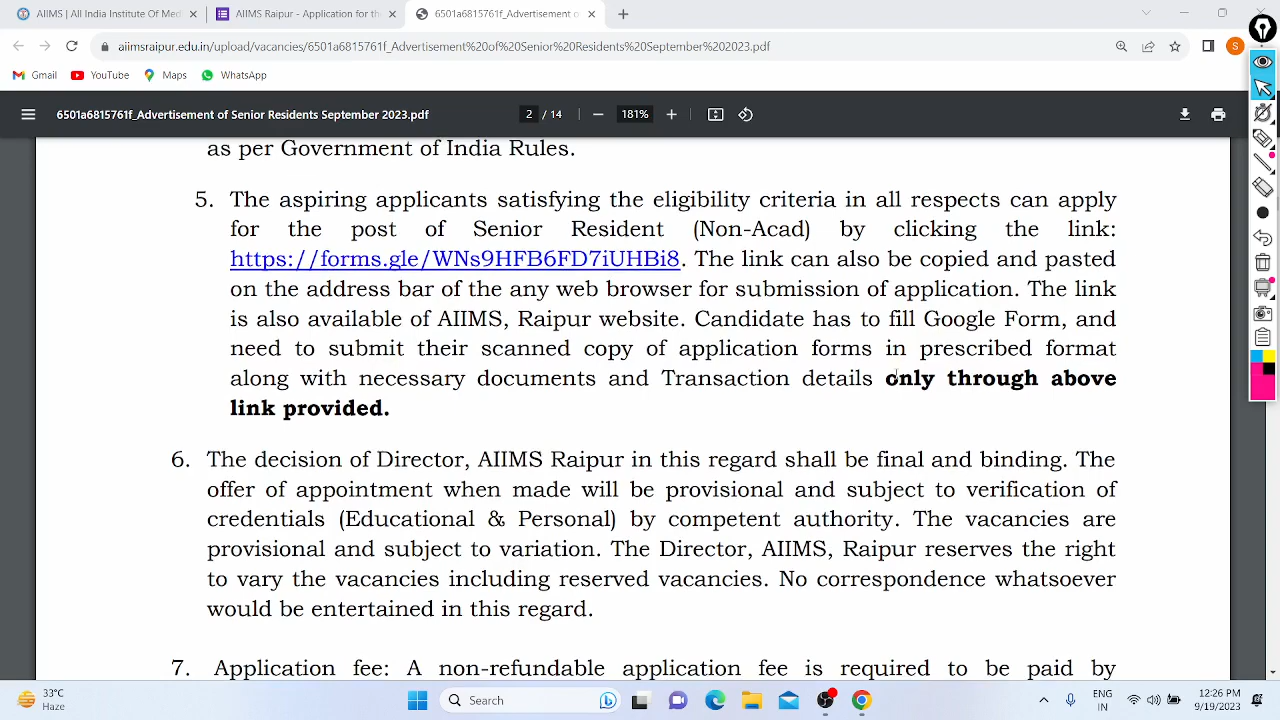 AIIMS | All India Institute Of Med
AIIMS Raipur - Application for th
6501a6815761f_Advertisement o
aiimsraipur.edu.in/upload/vacancies/6501a6815761f_Advertisement%20of%20Senior%20Residents%20September%202023.pdf
S
Gmail
YouTube
Maps
WhatsApp
6501a6815761f_Advertisement of Senior Residents September 2023.pdf
2 / 14
181%
as per Government of India Rules.
5. The aspiring applicants satisfying the eligibility criteria in all respects can apply
for the post of Senior Resident (Non-Acad) by clicking the link:
https://forms.gle/WNs9HFB6FD7iUHBi8. The link can also be copied and pasted
on the address bar of the any web browser for submission of application. The link
is also available of AIIMS, Raipur website. Candidate has to fill Google Form, and
need to submit their scanned copy of application forms in prescribed format
along with necessary documents and Transaction details only through above
link provided.
6. The decision of Director, AIIMS Raipur in this regard shall be final and binding. The
offer of appointment when made will be provisional and subject to verification of
credentials (Educational & Personal) by competent authority. The vacancies are
provisional and subject to variation. The Director, AIIMS, Raipur reserves the right
to vary the vacancies including reserved vacancies. No correspondence whatsoever
would be entertained in this regard.
7. Application fee: A non-refundable application fee is required to be paid by
33°C
Haze
Search
ENG
IN
12:26 PM
9/19/2023